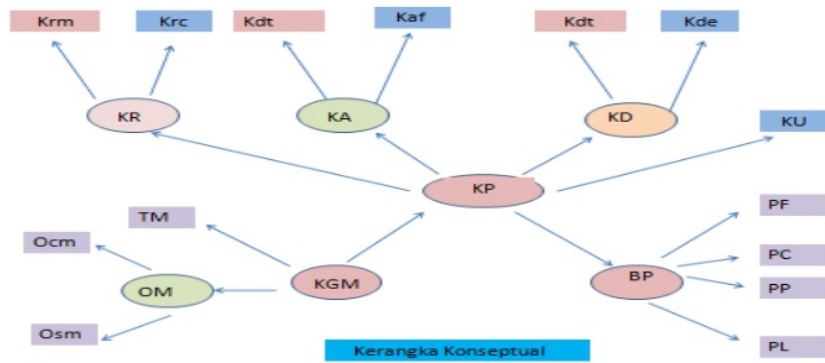 Krm
Krc
Kdt
Kaf
Kdt
Kde
KR
KA
KD
KU
KP
TM
PF
Ocm
PC
OM
KGM
BP
PP
Osm
PL
Kerangka Konseptual